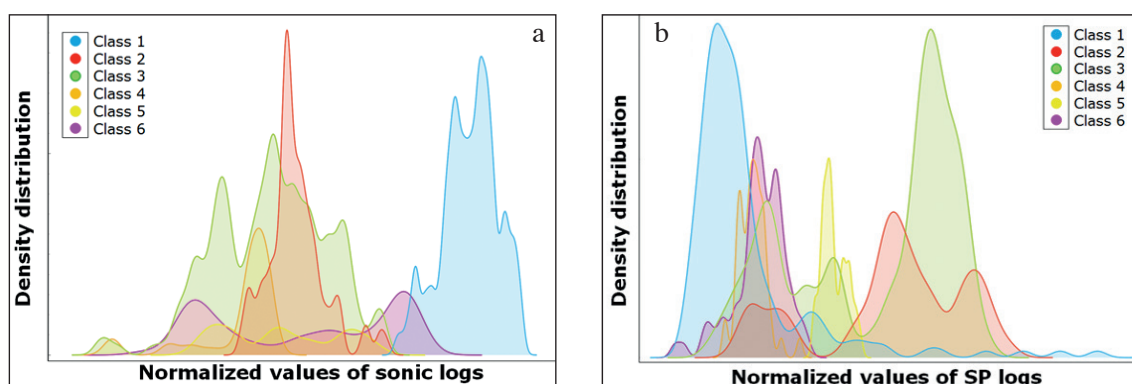 a
Class 1
Class 2
Class 3
Class 4
Class 5
Class 6
Density distribution
Normalized values of sonic logs
b
Class 1
Class 2
Class 3
Class 4
Class 5
Class 6
Density distribution
Normalized values of SP logs